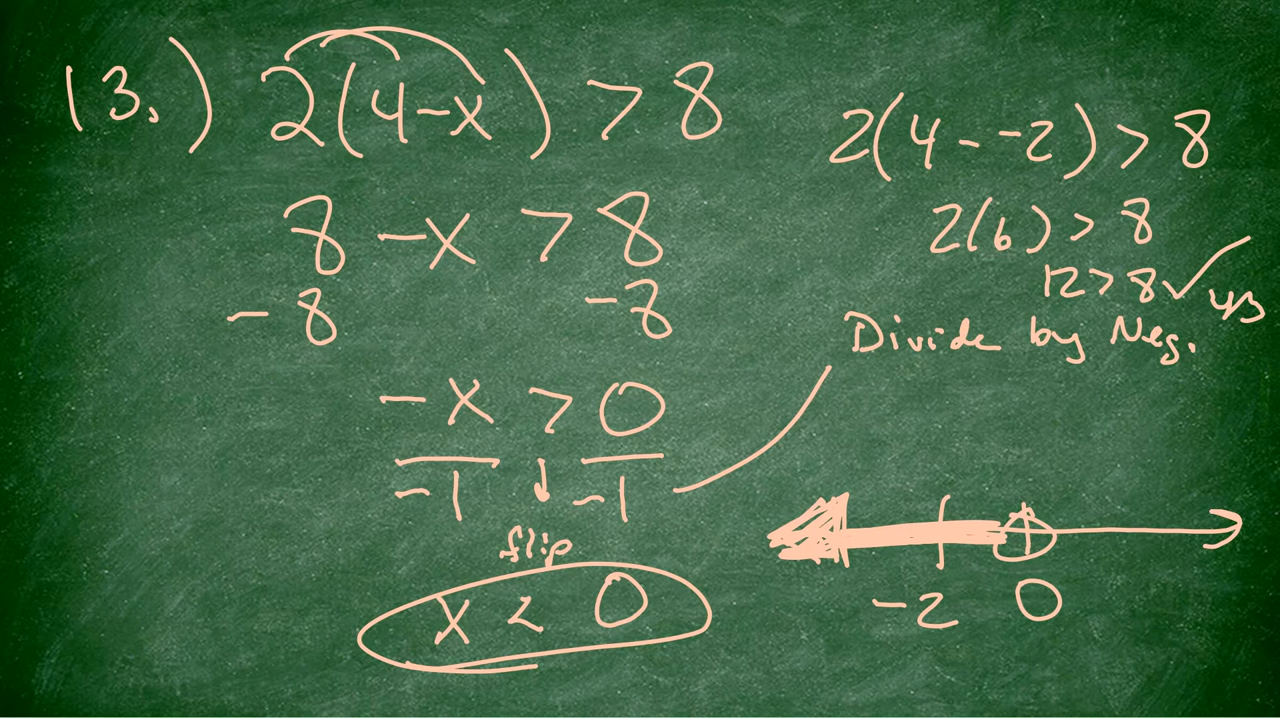 13.) 2(4-x) > 8
8 -x > 8
-8 -8
-x > 0
-1 ↓ -1
flip
x < 0
2(4 - -2) > 8
2(6) > 8
12 > 8 ✓ yes
Divide by Neg.
-2 0